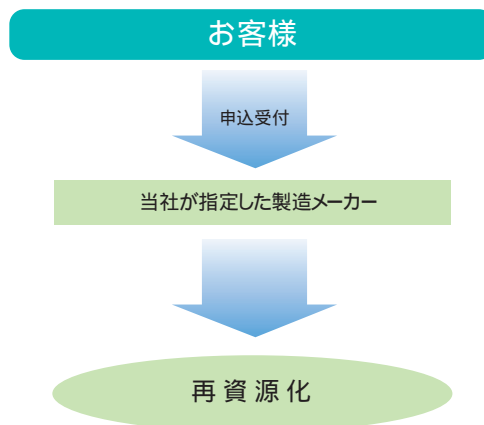 お客様
申込受付
当社が指定した製造メーカー
再資源化